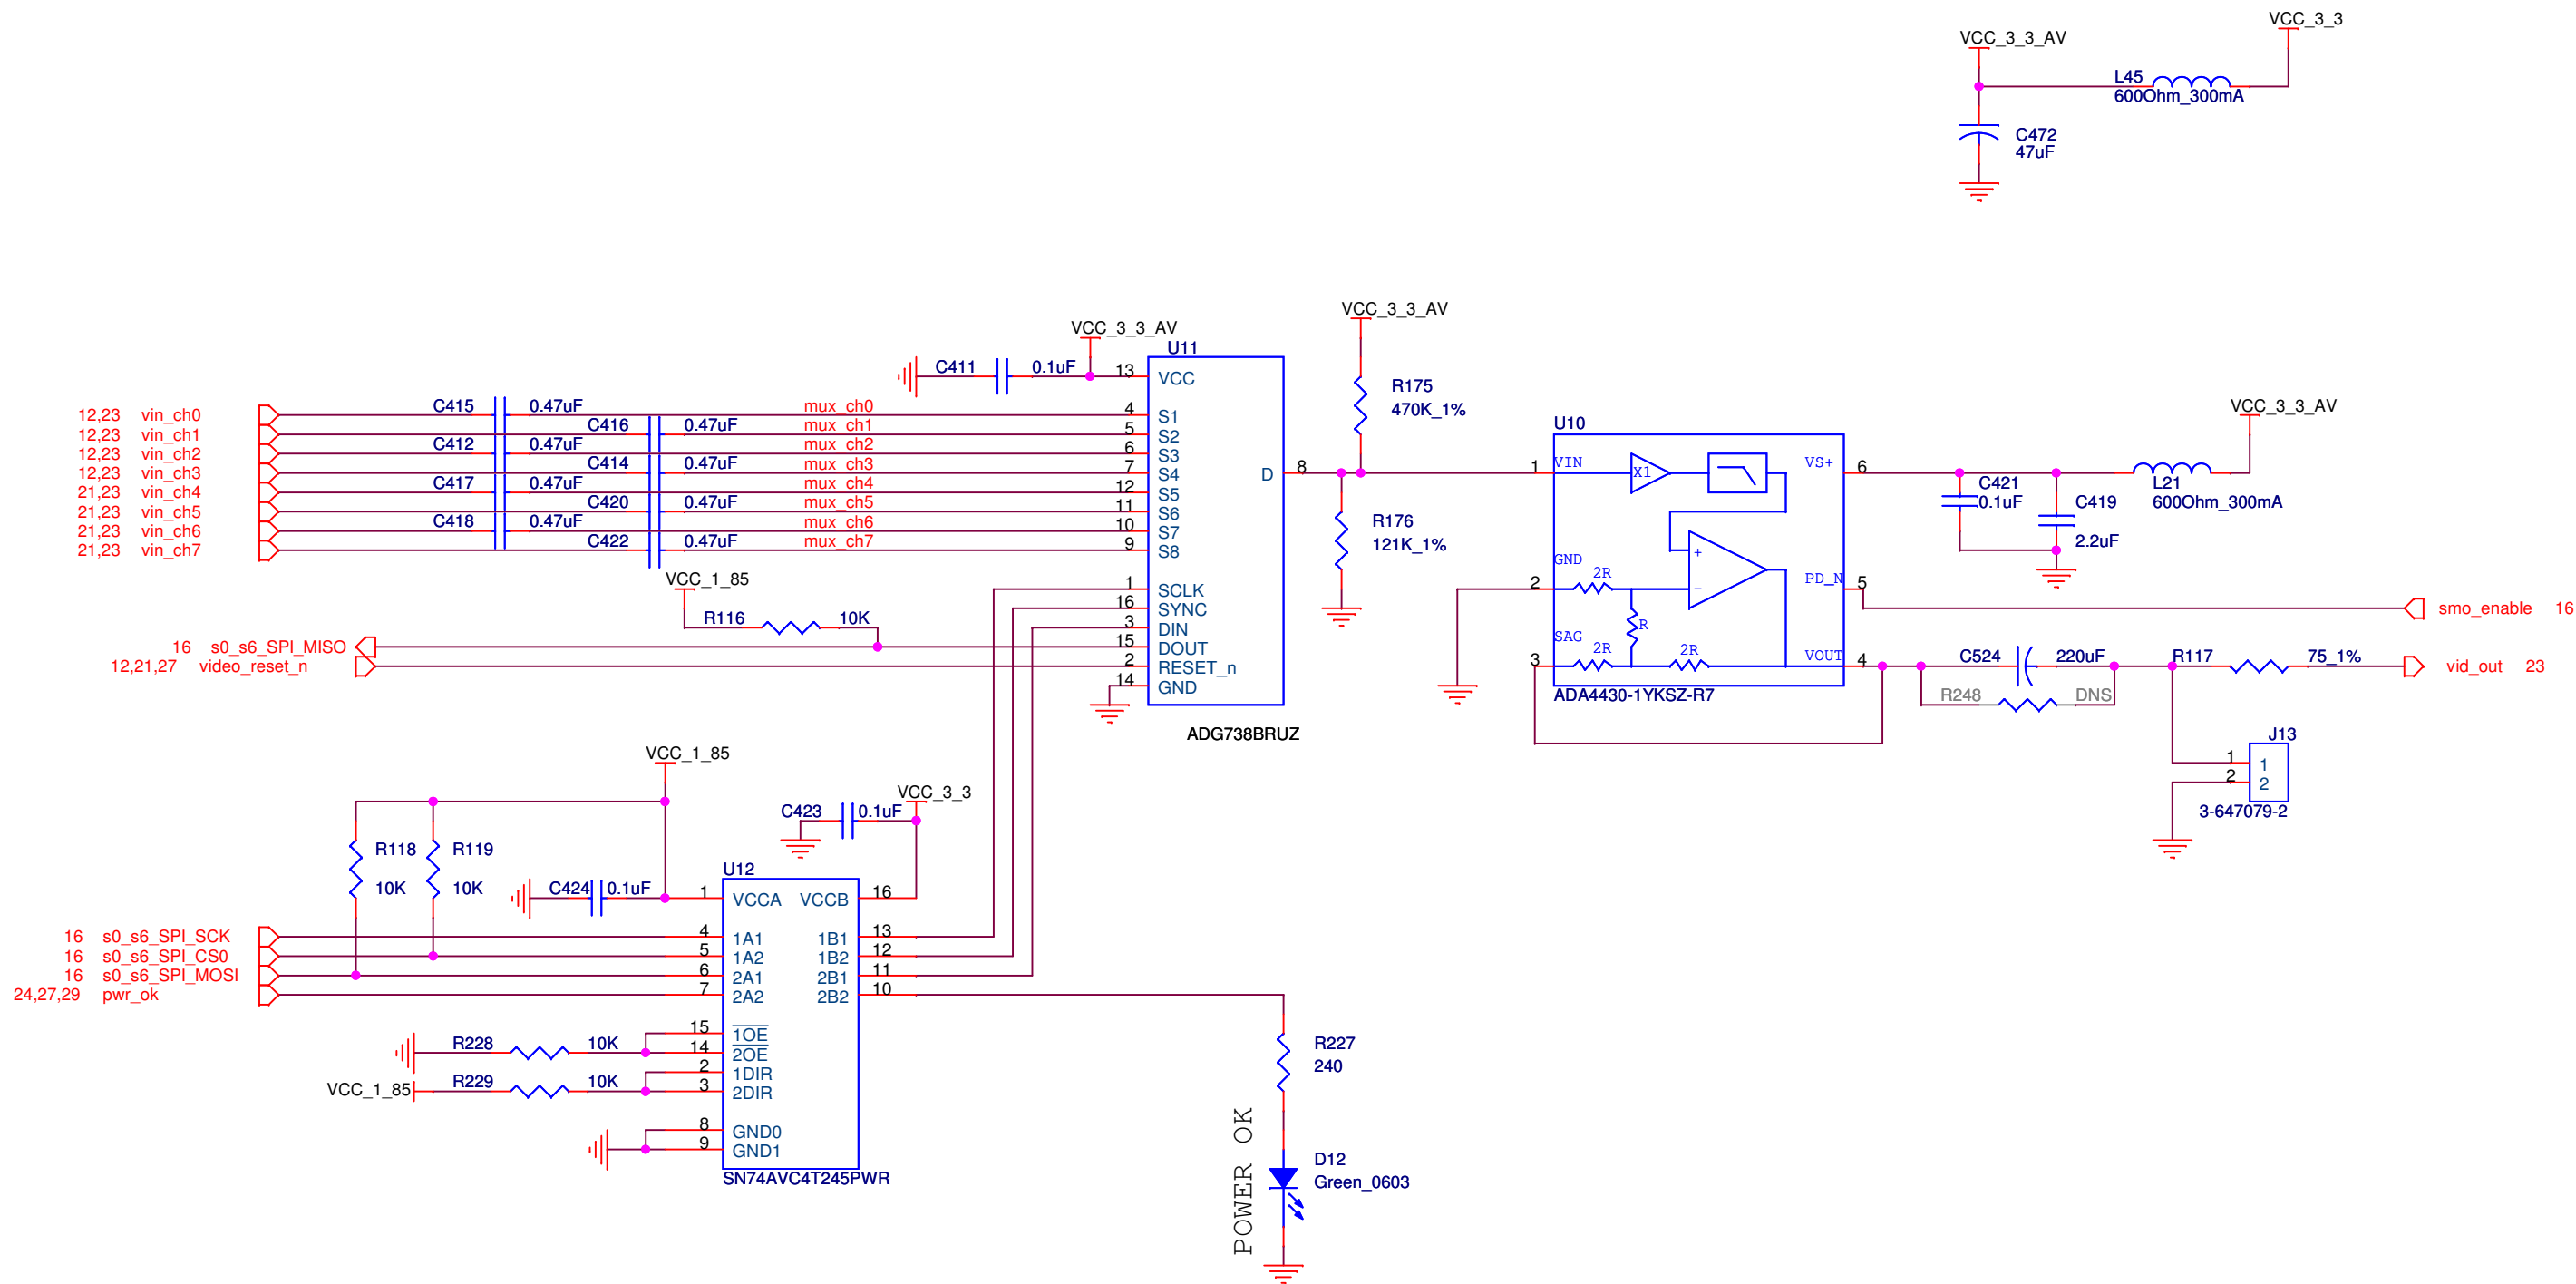 VCC_3_3
VCC_3_3_AV
L45
600Ohm_300mA
C472
47uF
VCC_3_3_AV
VCC_3_3_AV
U11
C411 0.1uF 13 VCC
R175
470K_1%
VCC_3_3_AV
12,23 vin_ch0 C415 0.47uF mux_ch0 4 S1
12,23 vin_ch1 C416 0.47uF mux_ch1 5 S2
12,23 vin_ch2 C412 0.47uF mux_ch2 6 S3
12,23 vin_ch3 C414 0.47uF mux_ch3 7 S4
21,23 vin_ch4 C417 0.47uF mux_ch4 12 S5
21,23 vin_ch5 C420 0.47uF mux_ch5 11 S6
21,23 vin_ch6 C418 0.47uF mux_ch6 10 S7
21,23 vin_ch7 C422 0.47uF mux_ch7 9 S8
D 8
R176
121K_1%
U10
1 VIN X1 VS+ 6
C421
0.1uF
C419
2.2uF
L21
600Ohm_300mA
GND
2 2R + − PD_N 5
R
smo_enable 16
SAG
3 2R 2R VOUT 4
ADA4430-1YKSZ-R7
C524 220uF R117 75_1% vid_out 23
R248 DNS
J13
1 1
2 2
3-647079-2
VCC_1_85
R116 10K
1 SCLK
16 SYNC
3 DIN
16 s0_s6_SPI_MISO 15 DOUT
12,21,27 video_reset_n 2 RESET_n
14 GND
ADG738BRUZ
VCC_1_85
VCC_3_3
C423 0.1uF
R118
10K
R119
10K
U12
C424 0.1uF 1 VCCA VCCB 16
16 s0_s6_SPI_SCK 4 1A1 1B1 13
16 s0_s6_SPI_CS0 5 1A2 1B2 12
16 s0_s6_SPI_MOSI 6 2A1 2B1 11
24,27,29 pwr_ok 7 2A2 2B2 10
15 1OE
R228 10K 14 2OE
2 1DIR
VCC_1_85 R229 10K 3 2DIR
8 GND0
9 GND1
SN74AVC4T245PWR
R227
240
POWER OK
D12
Green_0603